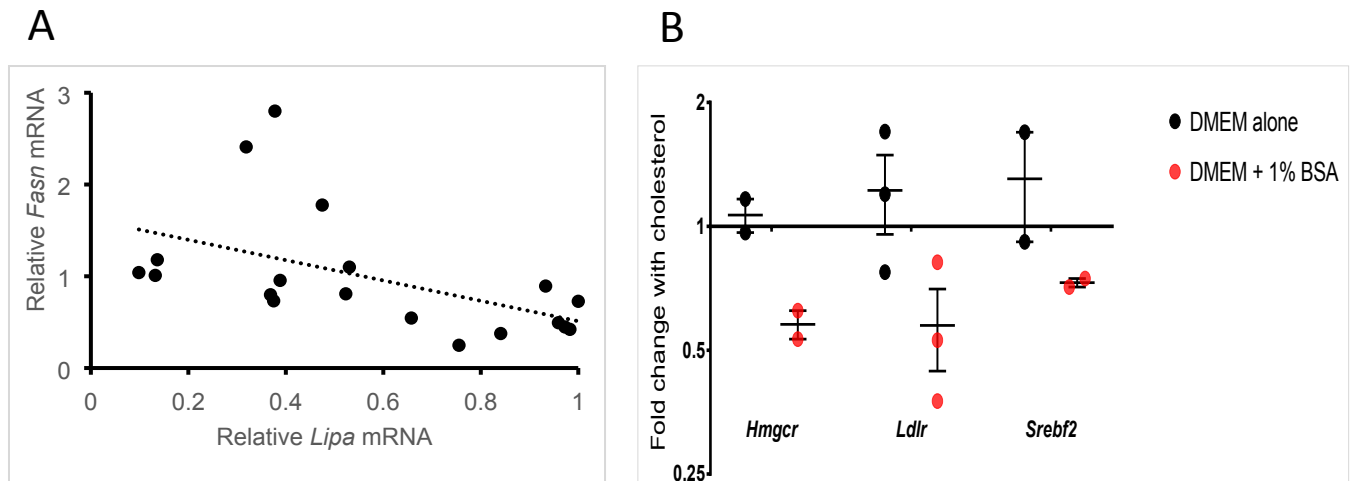 A
B
Relative Fasn mRNA
3
2
1
0
0
0.2
0.4
0.6
0.8
1
Relative Lipa mRNA
Fold change with cholesterol
2
1
0.5
0.25
Hmgcr
Ldlr
Srebf2
DMEM alone
DMEM + 1% BSA